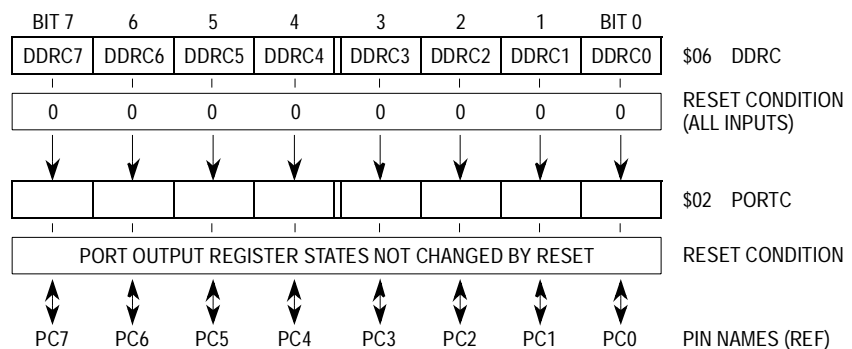 BIT 7 6 5 4 3 2 1 BIT 0
DDRC7 DDRC6 DDRC5 DDRC4 DDRC3 DDRC2 DDRC1 DDRC0 $06 DDRC
0 0 0 0 0 0 0 0 RESET CONDITION
(ALL INPUTS)
$02 PORTC
PORT OUTPUT REGISTER STATES NOT CHANGED BY RESET RESET CONDITION
PC7 PC6 PC5 PC4 PC3 PC2 PC1 PC0 PIN NAMES (REF)